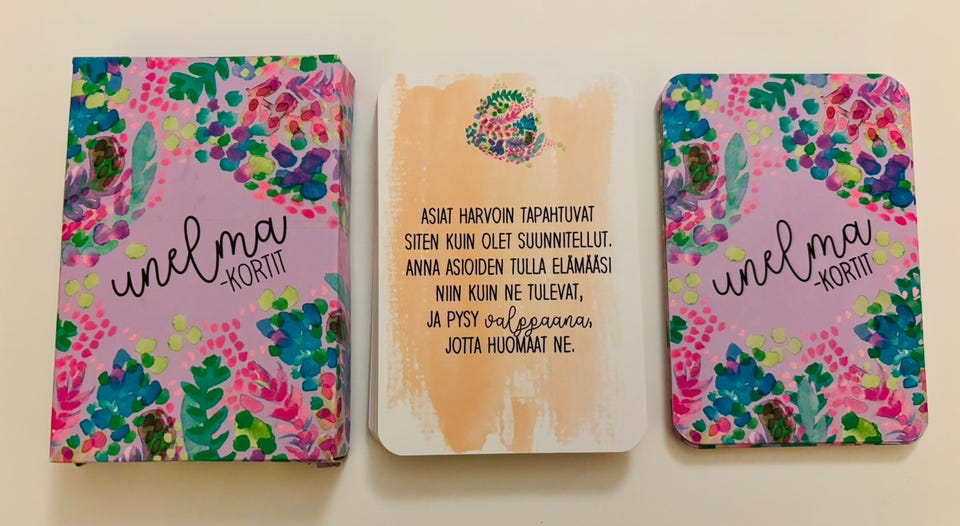 unelma
-KORTIT
ASIAT HARVOIN TAPAHTUVAT
SITEN KUIN OLET SUUNNITELLUT.
ANNA ASIOIDEN TULLA ELÄMÄÄSI
NIIN KUIN NE TULEVAT,
JA PYSY valppaana,
JOTTA HUOMAAT NE.
unelma
-KORTIT